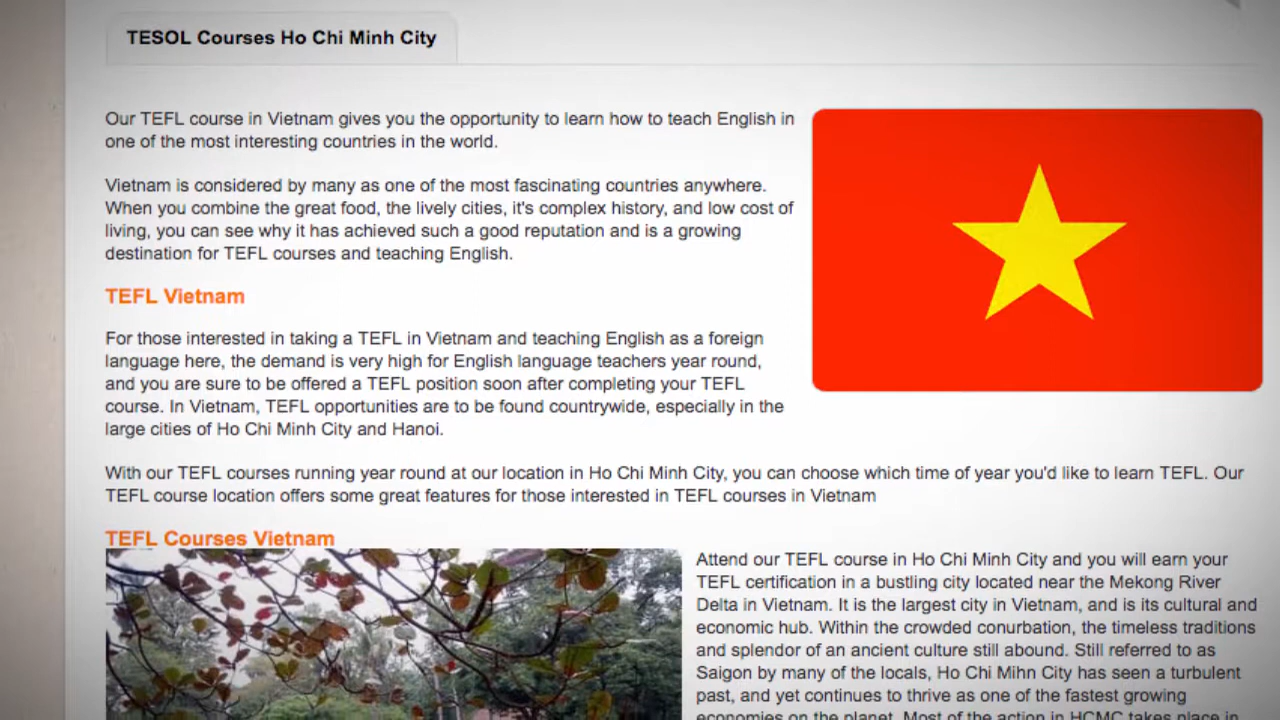 TESOL Courses Ho Chi Minh City
Our TEFL course in Vietnam gives you the opportunity to learn how to teach English in
one of the most interesting countries in the world.
Vietnam is considered by many as one of the most fascinating countries anywhere.
When you combine the great food, the lively cities, it's complex history, and low cost of
living, you can see why it has achieved such a good reputation and is a growing
destination for TEFL courses and teaching English.
TEFL Vietnam
For those interested in taking a TEFL in Vietnam and teaching English as a foreign
language here, the demand is very high for English language teachers year round,
and you are sure to be offered a TEFL position soon after completing your TEFL
course. In Vietnam, TEFL opportunities are to be found countrywide, especially in the
large cities of Ho Chi Minh City and Hanoi.
With our TEFL courses running year round at our location in Ho Chi Minh City, you can choose which time of year you'd like to learn TEFL. Our
TEFL course location offers some great features for those interested in TEFL courses in Vietnam
TEFL Courses Vietnam
Attend our TEFL course in Ho Chi Minh City and you will earn your
TEFL certification in a bustling city located near the Mekong River
Delta in Vietnam. It is the largest city in Vietnam, and is its cultural and
economic hub. Within the crowded conurbation, the timeless traditions
and splendor of an ancient culture still abound. Still referred to as
Saigon by many of the locals, Ho Chi Mihn City has seen a turbulent
past, and yet continues to thrive as one of the fastest growing
economies on the planet. Most of the action in HCMC takes place in